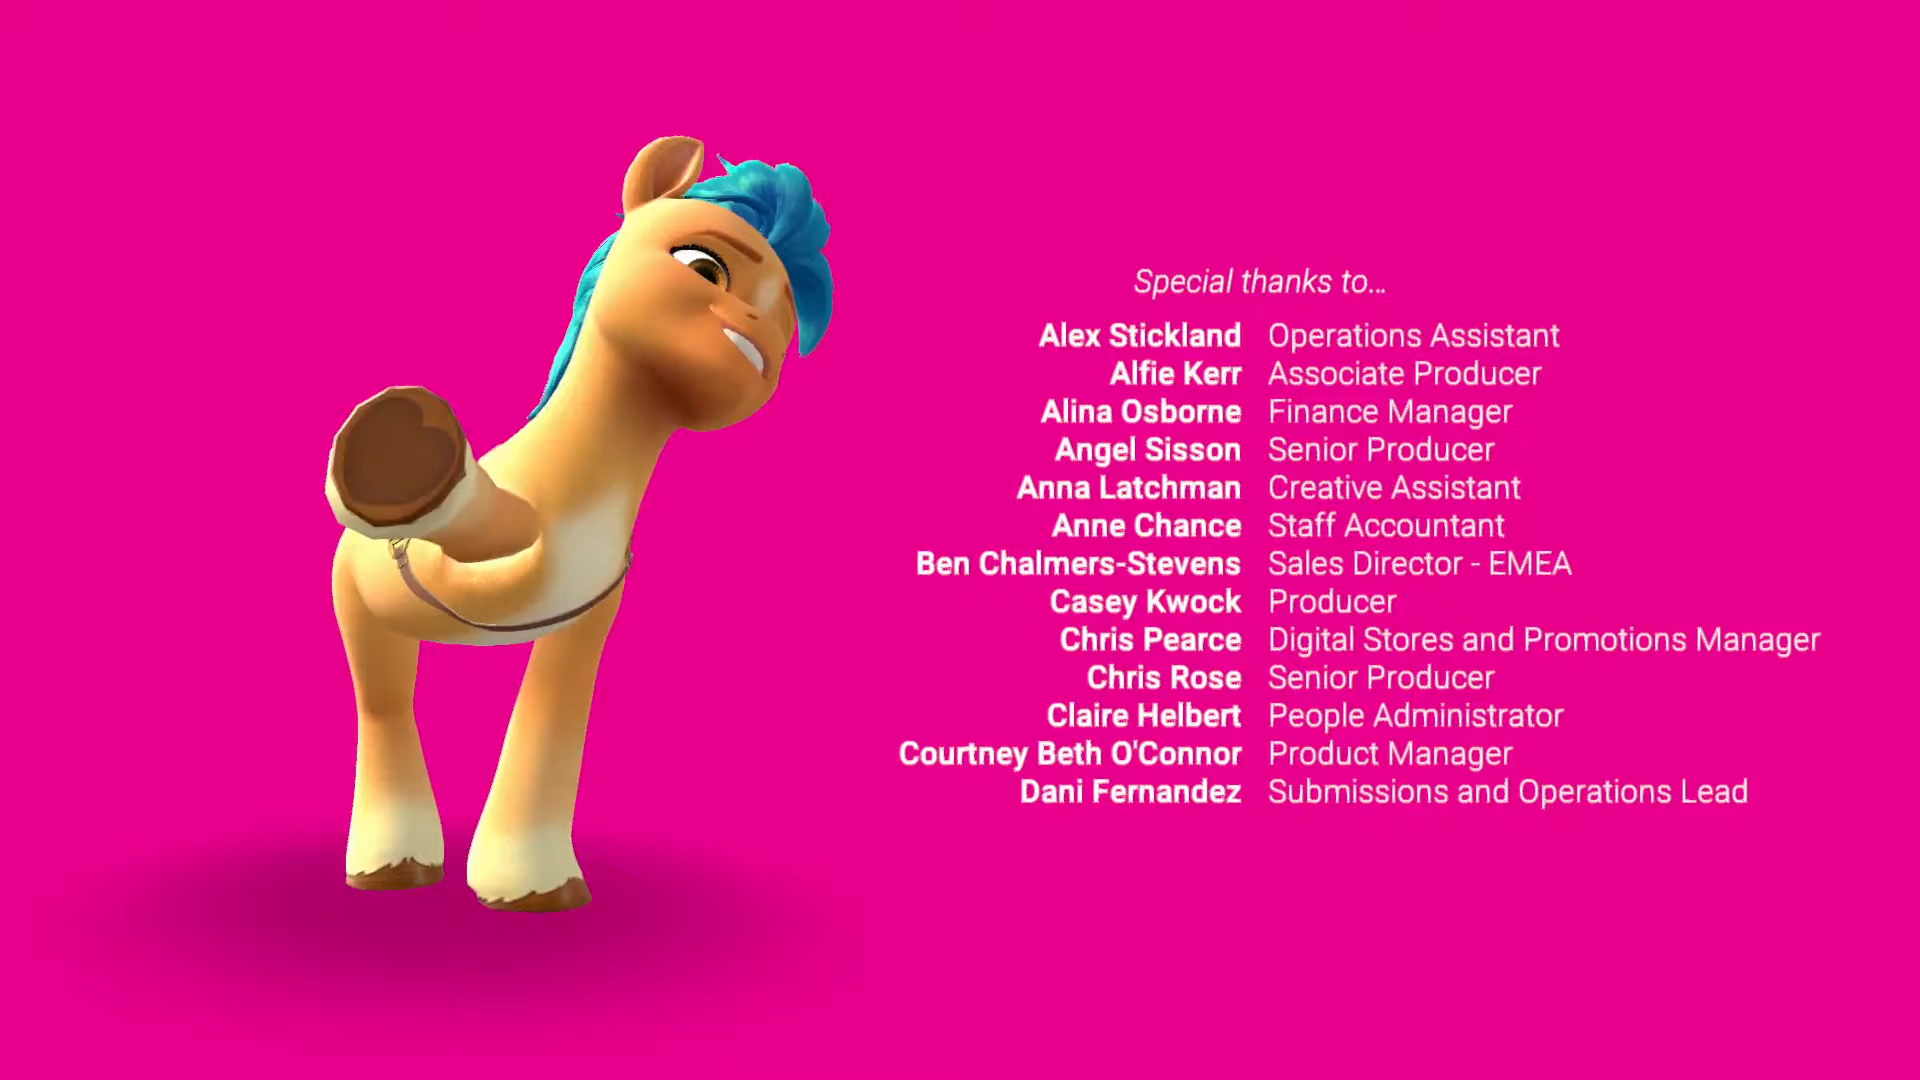 Special thanks to...
Alex Stickland Operations Assistant
Alfie Kerr Associate Producer
Alina Osborne Finance Manager
Angel Sisson Senior Producer
Anna Latchman Creative Assistant
Anne Chance Staff Accountant
Ben Chalmers-Stevens Sales Director - EMEA
Casey Kwock Producer
Chris Pearce Digital Stores and Promotions Manager
Chris Rose Senior Producer
Claire Helbert People Administrator
Courtney Beth O'Connor Product Manager
Dani Fernandez Submissions and Operations Lead